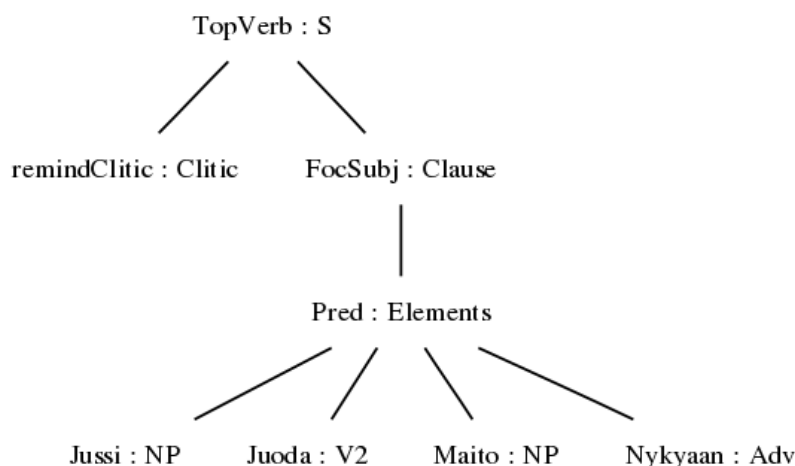 TopVerb : S
remindClitic : Clitic FocSubj : Clause
Pred : Elements
Jussi : NP Juoda : V2 Maito : NP Nykyaan : Adv